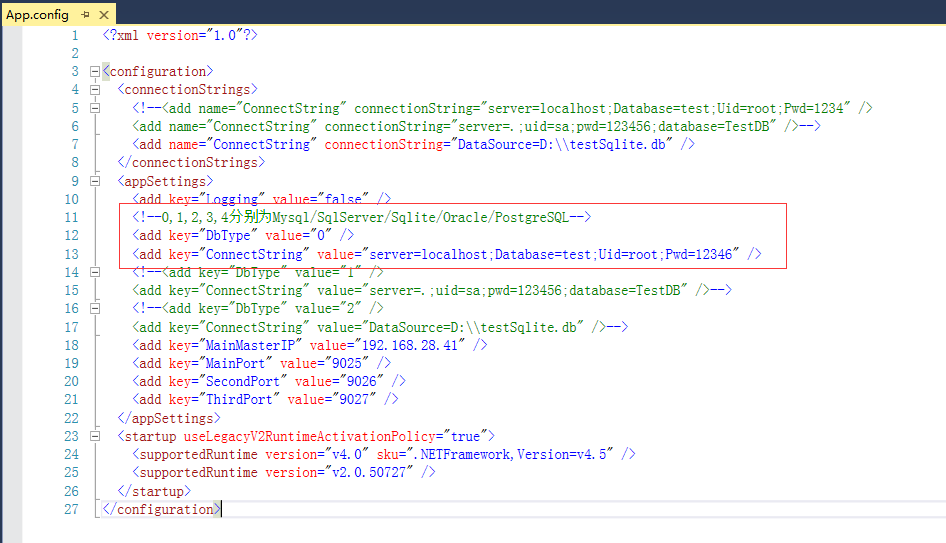 App.config
1 <?xml version="1.0"?>
2
3 <configuration>
4 <connectionStrings>
5 <!--<add name="ConnectString" connectionString="server=localhost;Database=test;Uid=root;Pwd=1234" />
6 <add name="ConnectString" connectionString="server=.;uid=sa;pwd=123456;database=TestDB" />-->
7 <add name="ConnectString" connectionString="DataSource=D:\\testSqlite.db" />
8 </connectionStrings>
9 <appSettings>
10 <add key="Logging" value="false" />
11 <!--0,1,2,3,4分别为Mysql/SqlServer/Sqlite/Oracle/PostgreSQL-->
12 <add key="DbType" value="0" />
13 <add key="ConnectString" value="server=localhost;Database=test;Uid=root;Pwd=12346" />
14 <!--<add key="DbType" value="1" />
15 <add key="ConnectString" value="server=.;uid=sa;pwd=123456;database=TestDB" />-->
16 <!--<add key="DbType" value="2" />
17 <add key="ConnectString" value="DataSource=D:\\testSqlite.db" />-->
18 <add key="MainMasterIP" value="192.168.28.41" />
19 <add key="MainPort" value="9025" />
20 <add key="SecondPort" value="9026" />
21 <add key="ThirdPort" value="9027" />
22 </appSettings>
23 <startup useLegacyV2RuntimeActivationPolicy="true">
24 <supportedRuntime version="v4.0" sku=".NETFramework,Version=v4.5" />
25 <supportedRuntime version="v2.0.50727" />
26 </startup>
27 </configuration>